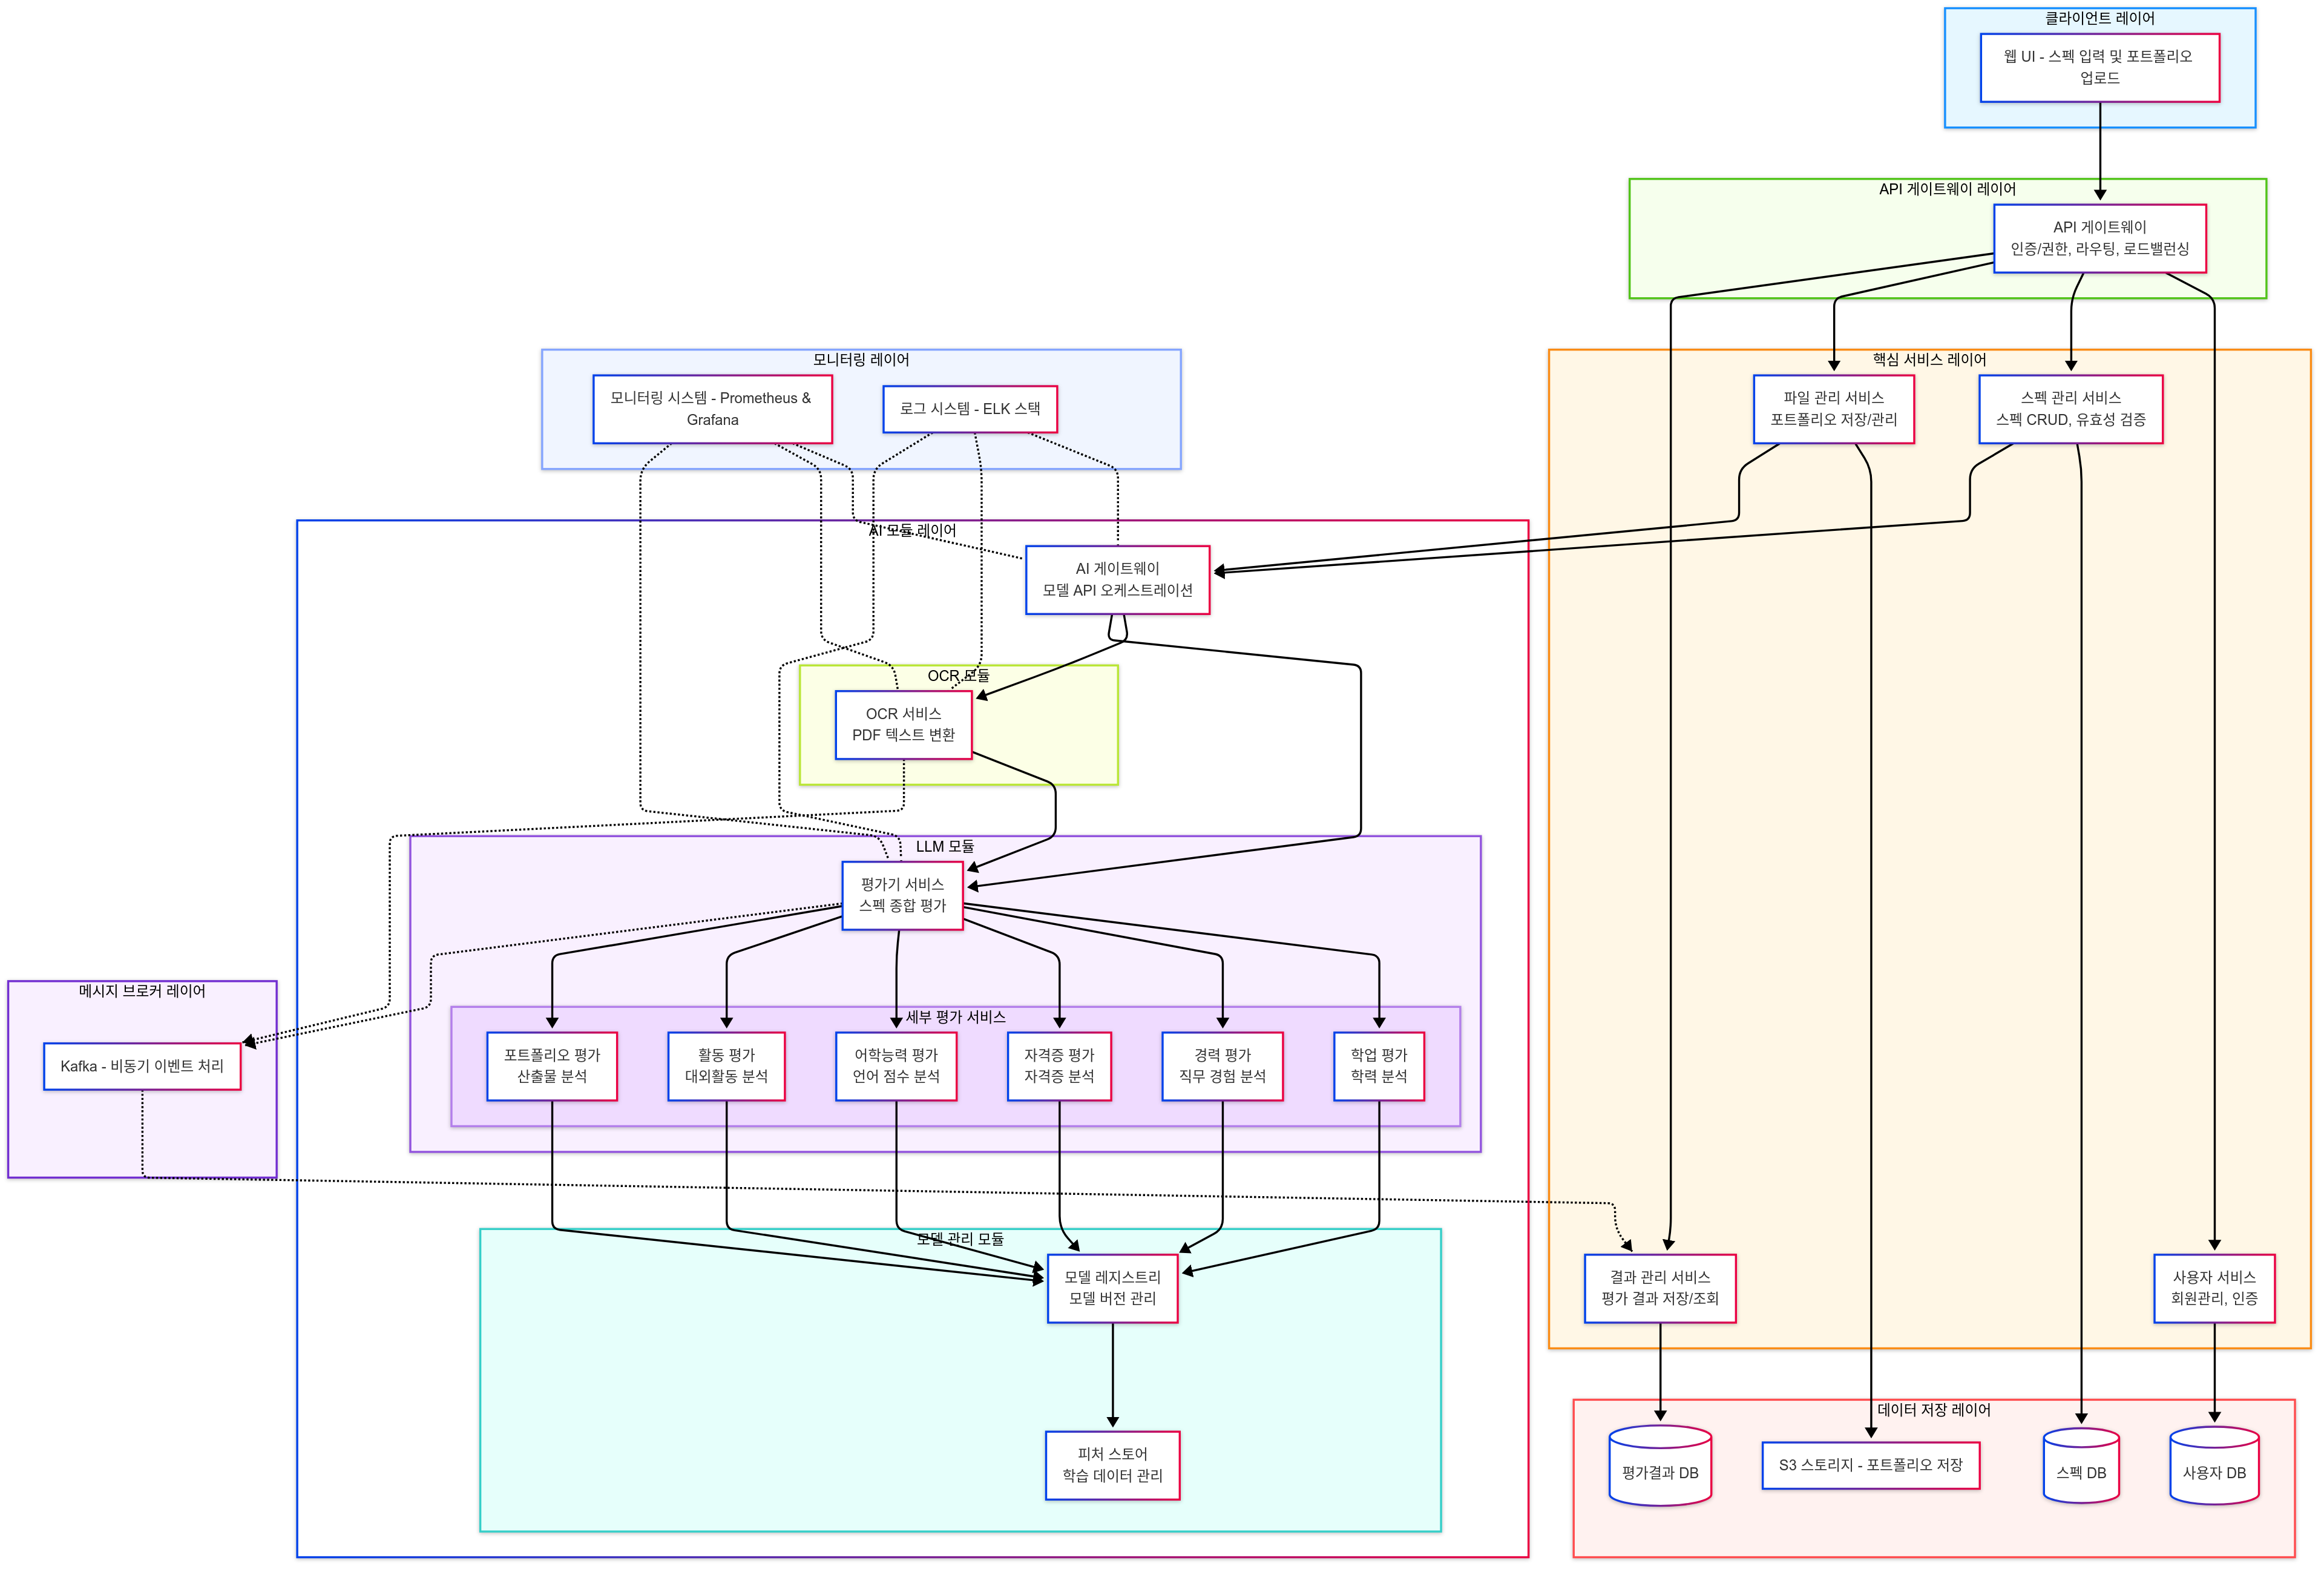 클라이언트 레이어
웹 UI - 스펙 입력 및 포트폴리오
업로드
API 게이트웨이 레이어
API 게이트웨이
인증/권한, 라우팅, 로드밸런싱
모니터링 레이어
모니터링 시스템 - Prometheus &
Grafana
로그 시스템 - ELK 스택
핵심 서비스 레이어
파일 관리 서비스
포트폴리오 저장/관리
스펙 관리 서비스
스펙 CRUD, 유효성 검증
AI 모듈 레이어
AI 게이트웨이
모델 API 오케스트레이션
OCR 모듈
OCR 서비스
PDF 텍스트 변환
LLM 모듈
평가기 서비스
스펙 종합 평가
메시지 브로커 레이어
Kafka - 비동기 이벤트 처리
세부 평가 서비스
포트폴리오 평가
산출물 분석
활동 평가
대외활동 분석
어학능력 평가
언어 점수 분석
자격증 평가
자격증 분석
경력 평가
직무 경험 분석
학업 평가
학력 분석
모델 관리 모듈
모델 레지스트리
모델 버전 관리
결과 관리 서비스
평가 결과 저장/조회
사용자 서비스
회원관리, 인증
피처 스토어
학습 데이터 관리
데이터 저장 레이어
평가결과 DB
S3 스토리지 - 포트폴리오 저장
스펙 DB
사용자 DB